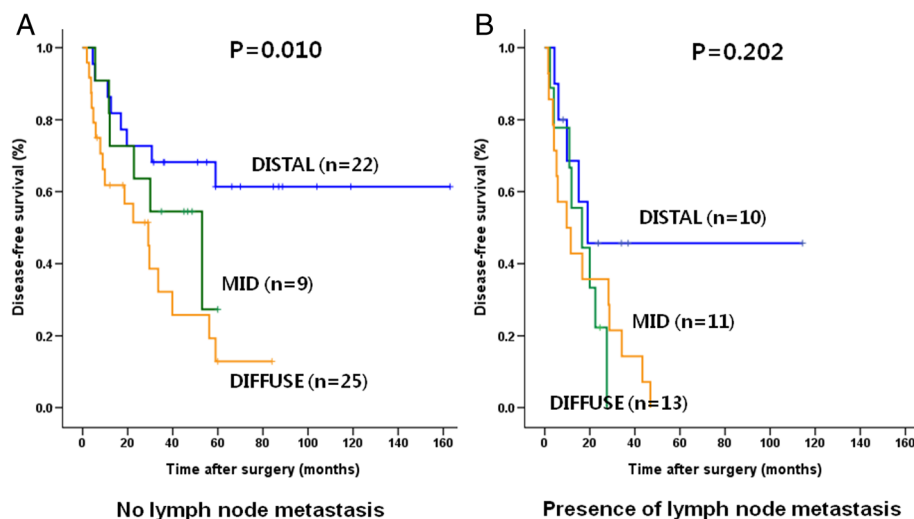 A
P=0.010
1.0
0.8
0.6
0.4
0.2
0.0
Disease-free survival (%)
DISTAL (n=22)
MID (n=9)
DIFFUSE (n=25)
0 20 40 60 80 100 120 140 160
Time after surgery (months)
No lymph node metastasis
B
P=0.202
1.0
0.8
0.6
0.4
0.2
0.0
Disease-free survival (%)
DISTAL (n=10)
MID (n=11)
DIFFUSE (n=13)
0 20 40 60 80 100 120 140 160
Time after surgery (months)
Presence of lymph node metastasis